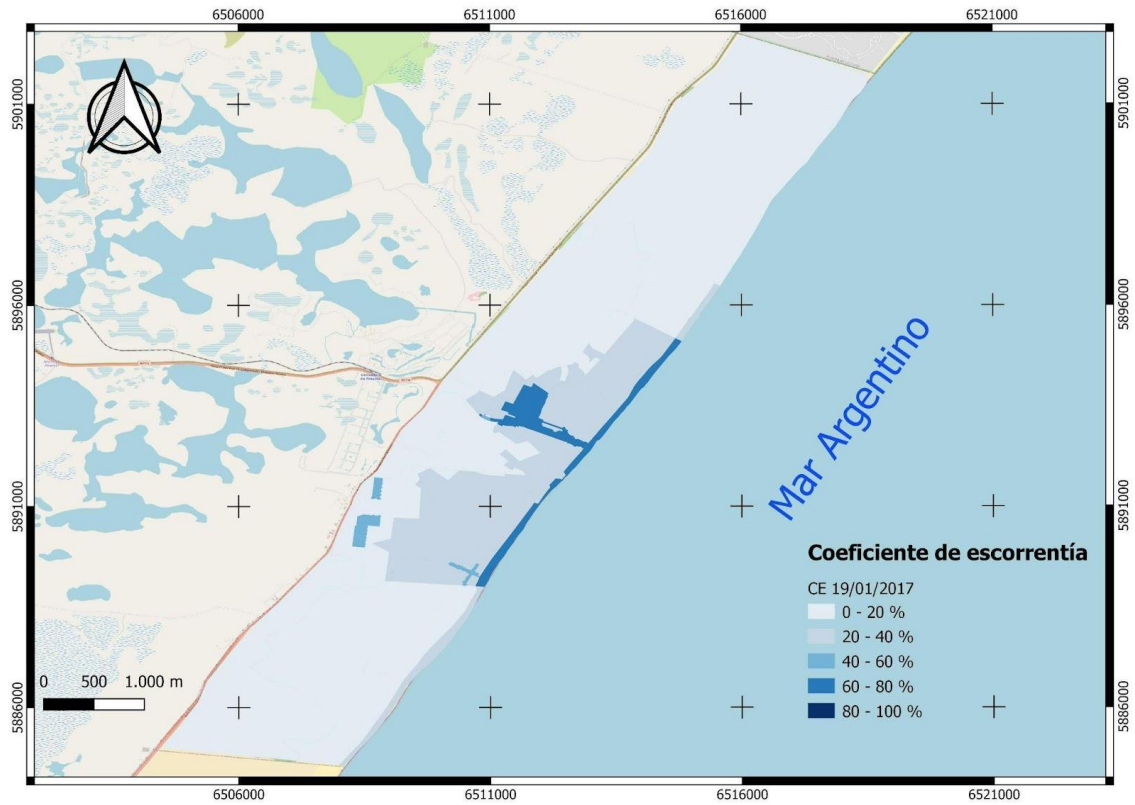 6506000 6511000 6516000 6521000
5901000 5901000
5896000 5896000
Mar Argentino
5891000 5891000
Coeficiente de escorrentía
CE 19/01/2017
0 - 20 %
20 - 40 %
40 - 60 %
60 - 80 %
80 - 100 %
0 500 1.000 m
5886000 5886000
6506000 6511000 6516000 6521000